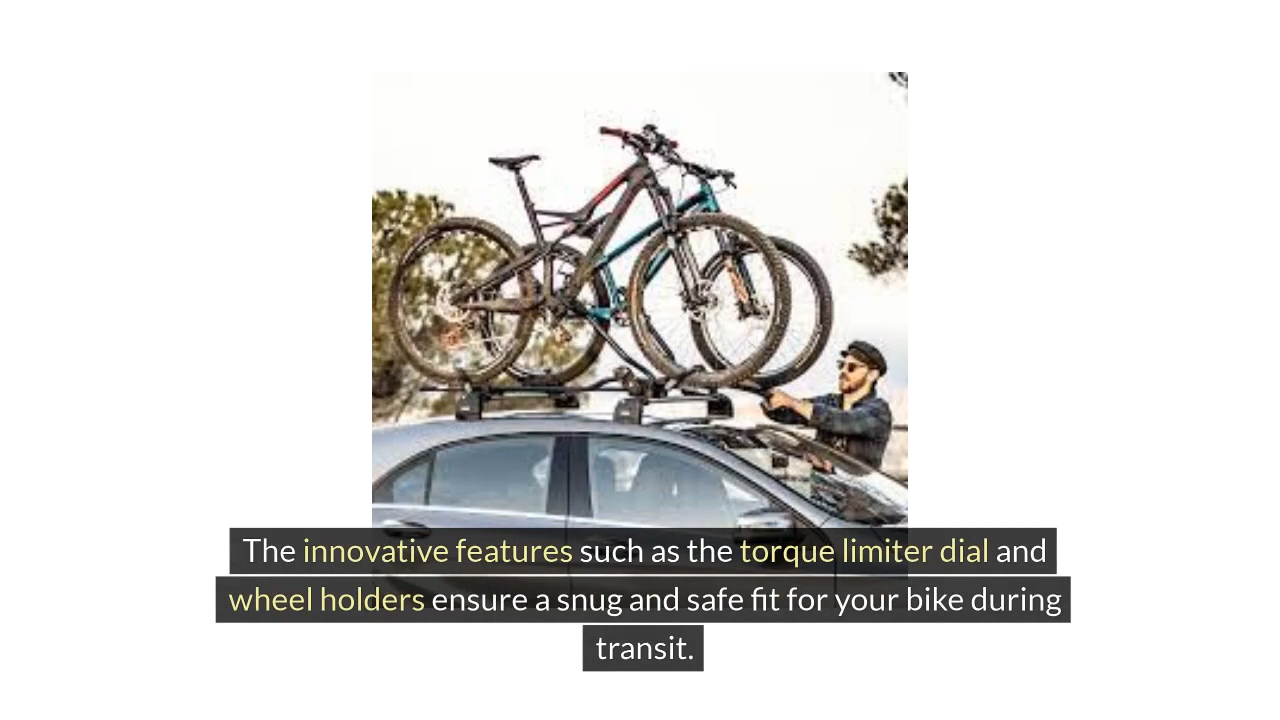 The innovative features such as the torque limiter dial and
wheel holders ensure a snug and safe fit for your bike during
transit.